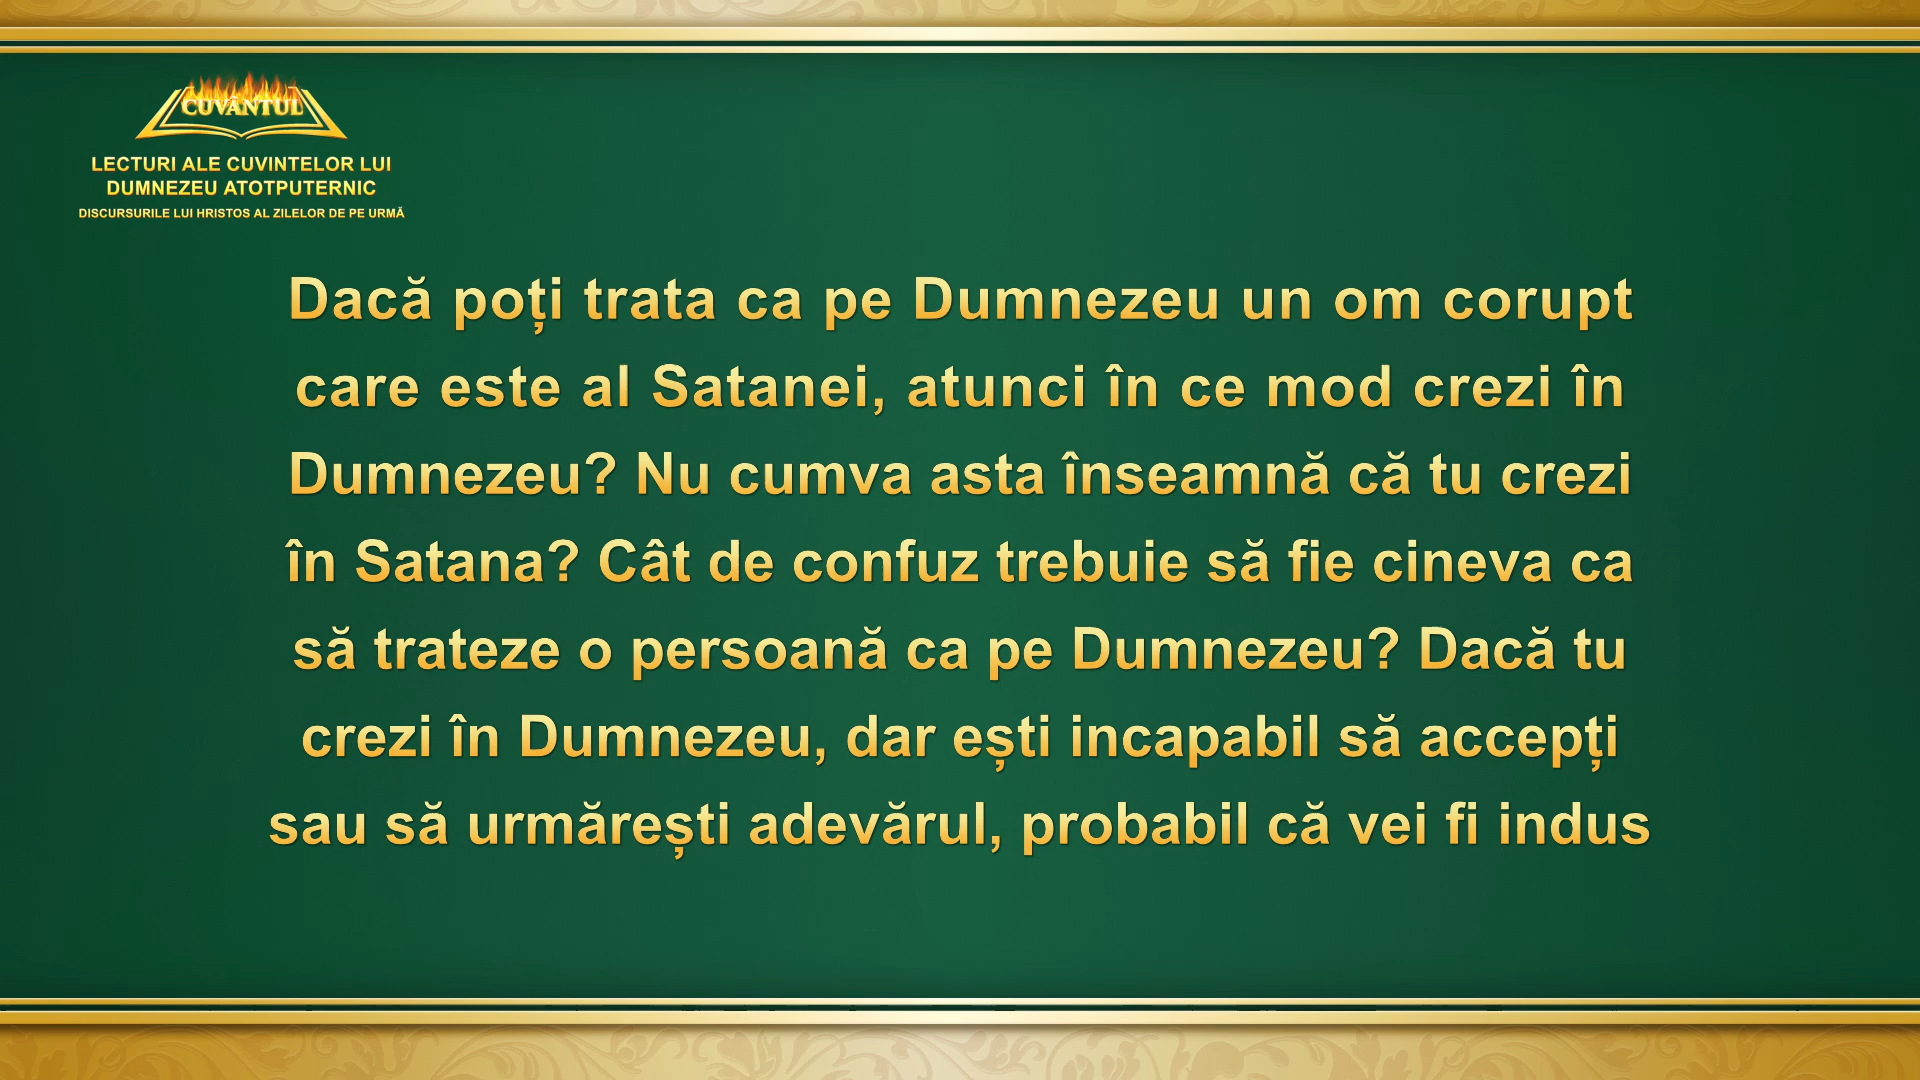 CUVÂNTUL
LECTURI ALE CUVINTELOR LUI
DUMNEZEU ATOTPUTERNIC
DISCURSURILE LUI HRISTOS AL ZILELOR DE PE URMĂ
Dacă poți trata ca pe Dumnezeu un om corupt
care este al Satanei, atunci în ce mod crezi în
Dumnezeu? Nu cumva asta înseamnă că tu crezi
în Satana? Cât de confuz trebuie să fie cineva ca
să trateze o persoană ca pe Dumnezeu? Dacă tu
crezi în Dumnezeu, dar ești incapabil să accepți
sau să urmărești adevărul, probabil că vei fi indus